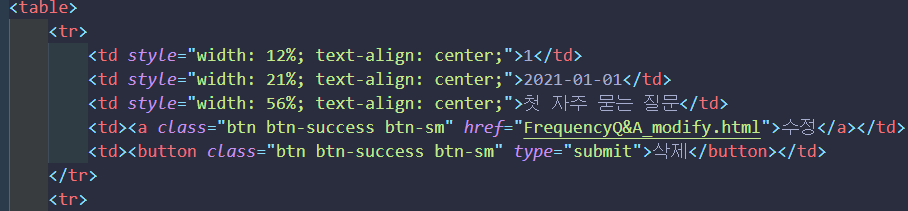 <table>
<tr>
<td style="width: 12%; text-align: center;">1</td>
<td style="width: 21%; text-align: center;">2021-01-01</td>
<td style="width: 56%; text-align: center;">첫 자주 묻는 질문</td>
<td><a class="btn btn-success btn-sm" href="FrequencyQ&A_modify.html">수정</a></td>
<td><button class="btn btn-success btn-sm" type="submit">삭제</button></td>
</tr>
<tr>